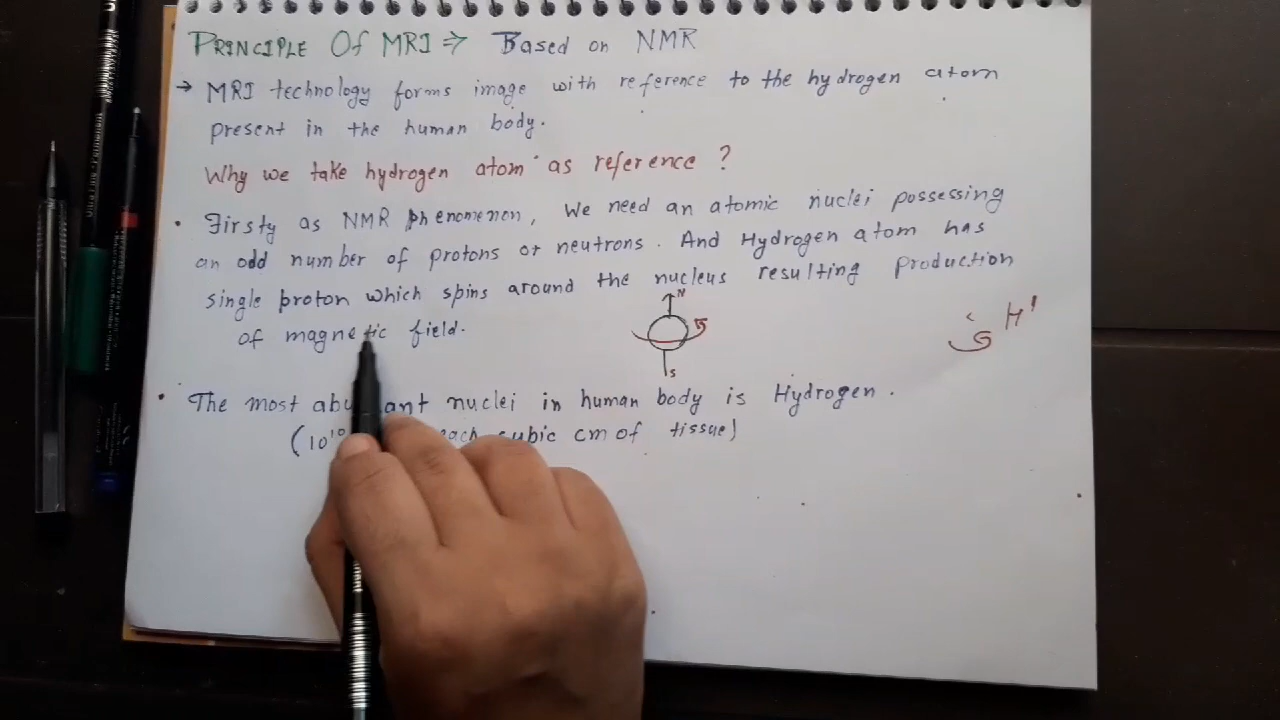 PRINCIPLE Of MRI ⇒ Based on NMR
→ MRI technology forms image with reference to the hydrogen atom
present in the human body.
Why we take hydrogen atom as reference ?
• Firsty as NMR phenomenon, We need an atomic nuclei possessing
an odd number of protons or neutrons. And Hydrogen atom has
single proton which spins around the nucleus resulting production
of magnetic field.
N
H¹
S
• The most nuclei in human body is Hydrogen.
cubic cm of tissue)